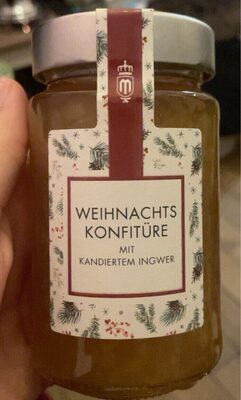 M
WEIHNACHTS
KONFITÜRE
MIT
KANDIERTEM INGWER